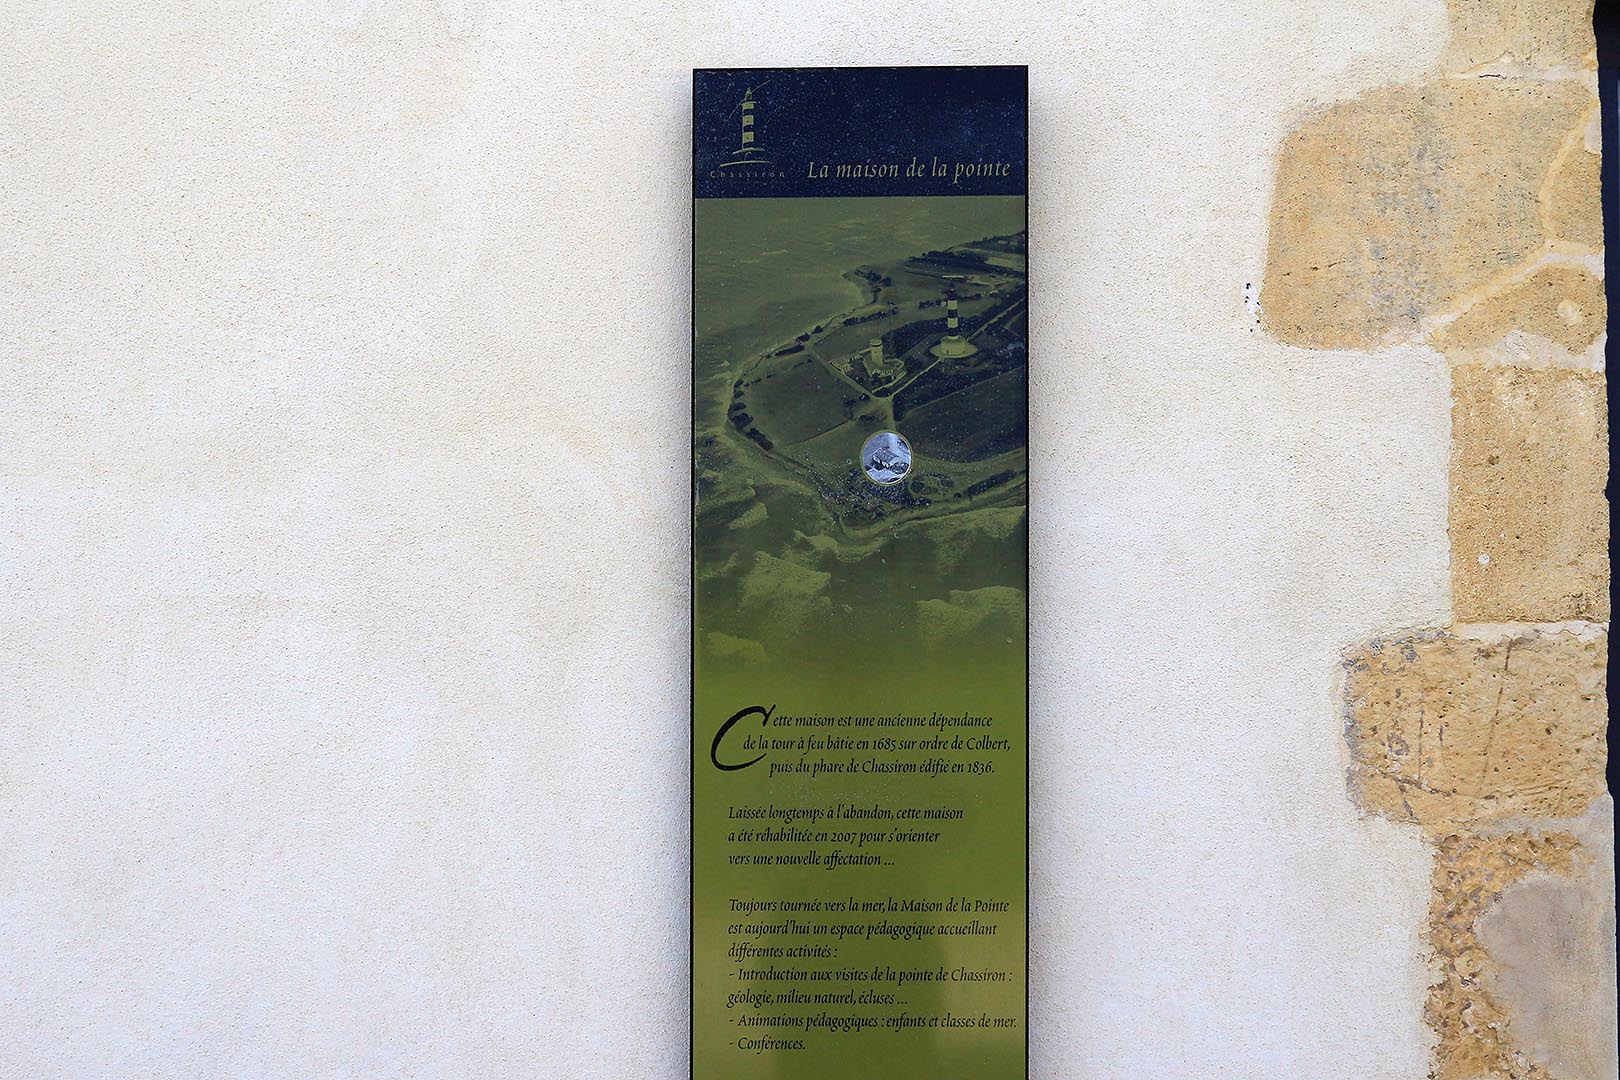 Chassiron
La maison de la pointe
Cette maison est une ancienne dépendance
de la tour à feu bâtie en 1685 sur ordre de Colbert,
puis du phare de Chassiron édifié en 1836.
Laissée longtemps à l'abandon, cette maison
a été réhabilitée en 2007 pour s'orienter
vers une nouvelle affectation ...
Toujours tournée vers la mer, la Maison de la Pointe
est aujourd'hui un espace pédagogique accueillant
différentes activités :
- Introduction aux visites de la pointe de Chassiron :
géologie, milieu naturel, écluses ...
- Animations pédagogiques : enfants et classes de mer.
- Conférences.